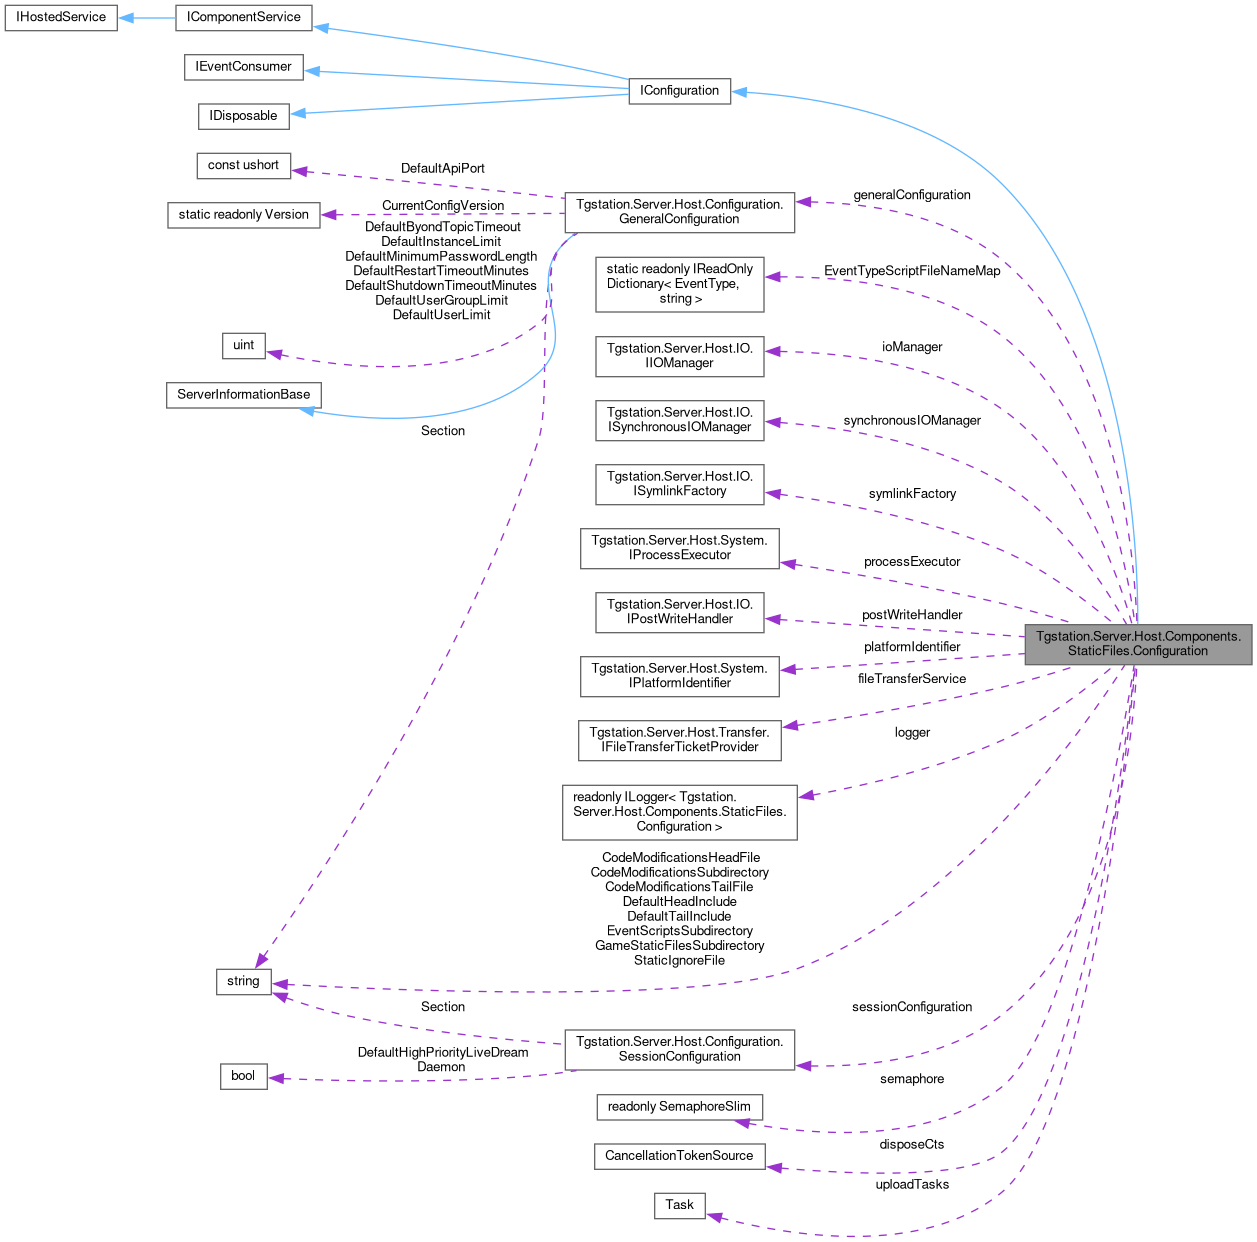 IHostedService
IComponentService
IEventConsumer
IDisposable
IConfiguration
const ushort
static readonly Version
uint
ServerInformationBase
DefaultApiPort
CurrentConfigVersion
DefaultByondTopicTimeout
DefaultInstanceLimit
DefaultMinimumPasswordLength
DefaultRestartTimeoutMinutes
DefaultShutdownTimeoutMinutes
DefaultUserGroupLimit
DefaultUserLimit
Section
Tgstation.Server.Host.Configuration.
GeneralConfiguration
generalConfiguration
static readonly IReadOnly
Dictionary< EventType,
string >
EventTypeScriptFileNameMap
Tgstation.Server.Host.IO.
IIOManager
ioManager
Tgstation.Server.Host.IO.
ISynchronousIOManager
synchronousIOManager
Tgstation.Server.Host.IO.
ISymlinkFactory
symlinkFactory
Tgstation.Server.Host.System.
IProcessExecutor
processExecutor
Tgstation.Server.Host.IO.
IPostWriteHandler
postWriteHandler
Tgstation.Server.Host.System.
IPlatformIdentifier
platformIdentifier
Tgstation.Server.Host.Components.
StaticFiles.Configuration
Tgstation.Server.Host.Transfer.
IFileTransferTicketProvider
fileTransferService
readonly ILogger< Tgstation.
Server.Host.Components.StaticFiles.
Configuration >
logger
CodeModificationsHeadFile
CodeModificationsSubdirectory
CodeModificationsTailFile
DefaultHeadInclude
DefaultTailInclude
EventScriptsSubdirectory
GameStaticFilesSubdirectory
StaticIgnoreFile
string
Section
bool
DefaultHighPriorityLiveDream
Daemon
Tgstation.Server.Host.Configuration.
SessionConfiguration
sessionConfiguration
readonly SemaphoreSlim
semaphore
CancellationTokenSource
disposeCts
Task
uploadTasks